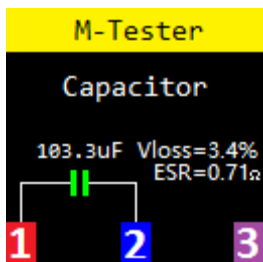 M-Tester
Capacitor
103.3uF Vloss=3.4%
ESR=0.71Ω
1 2 3